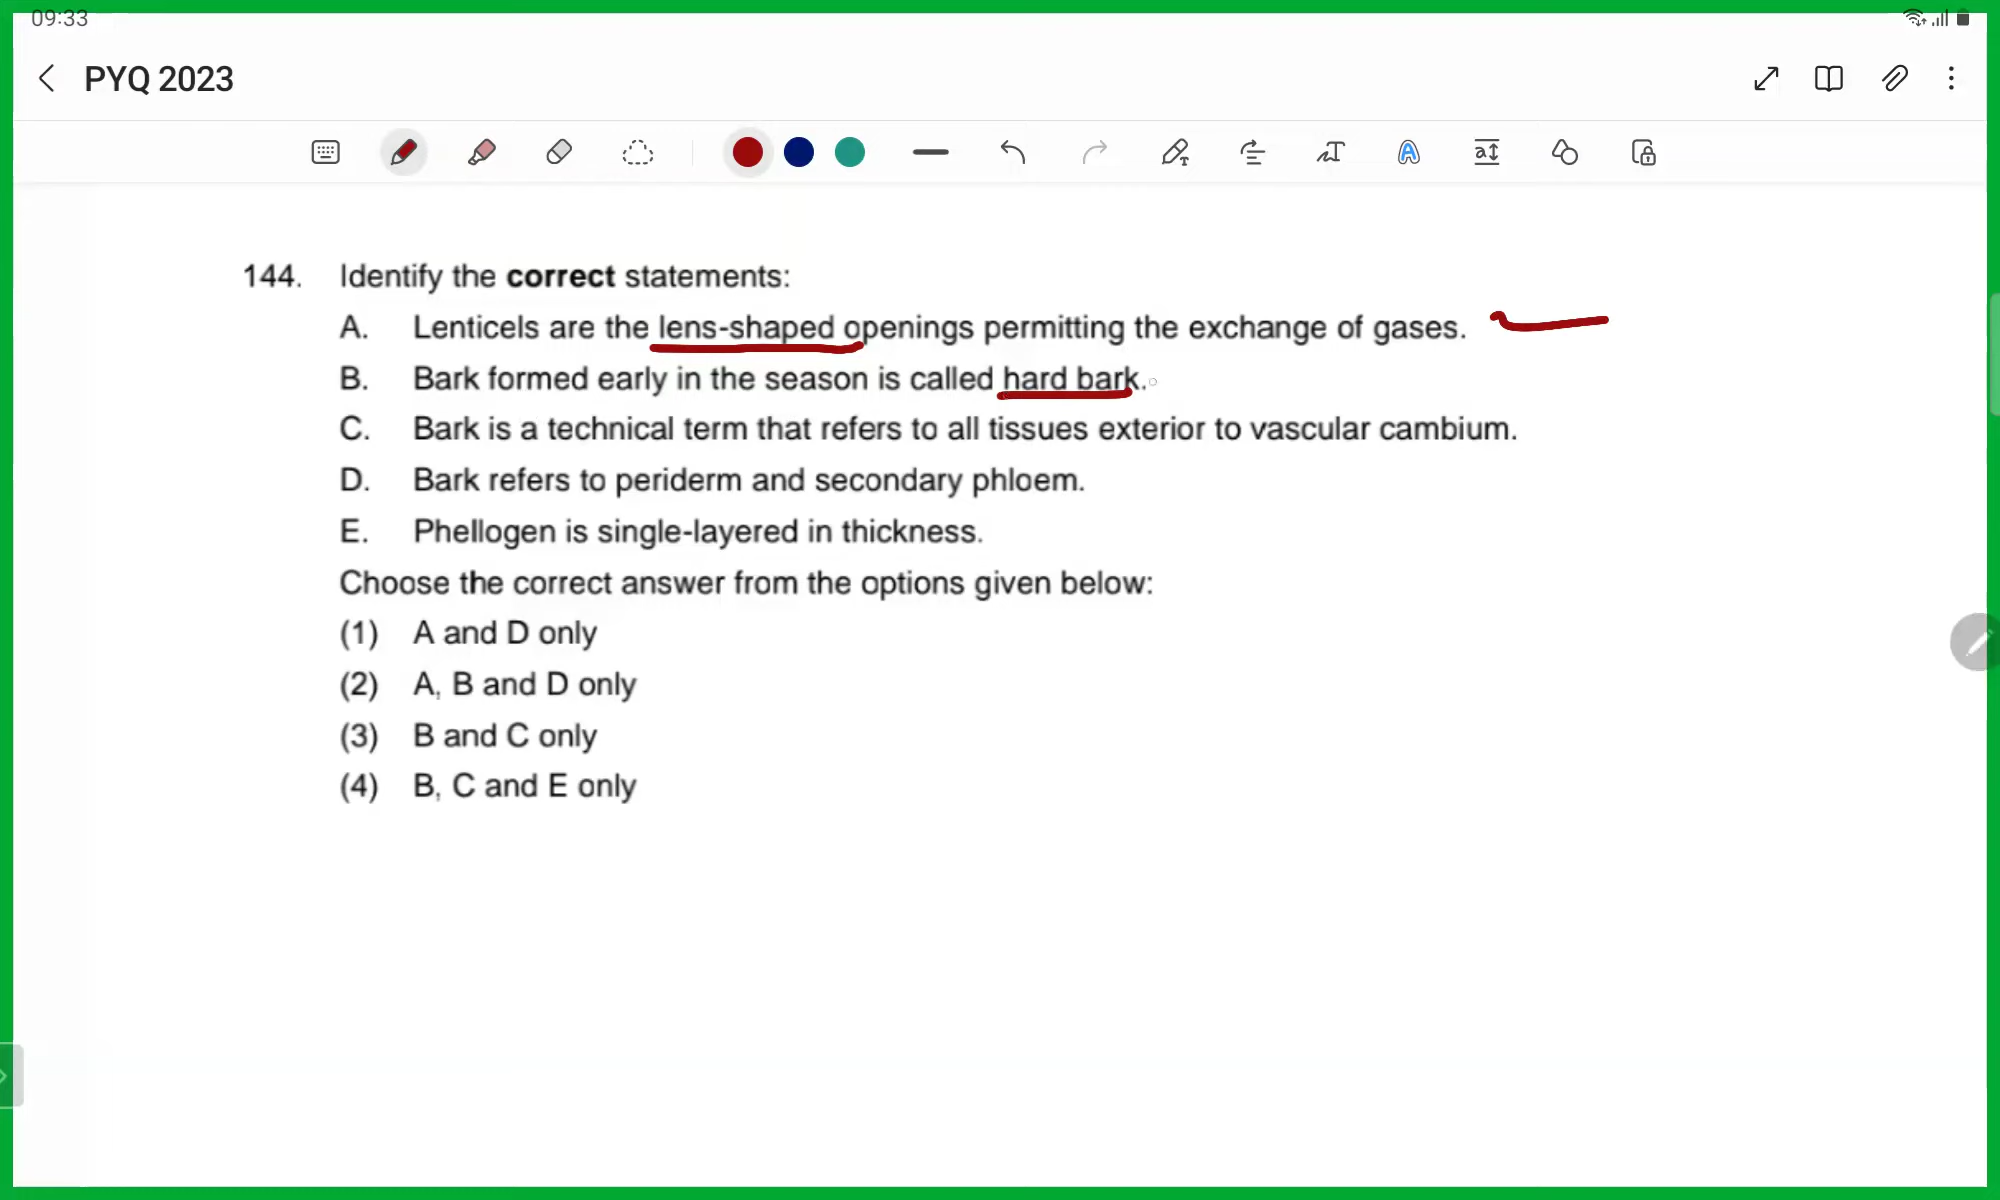 09:33
PYQ 2023
144. Identify the correct statements:
A. Lenticels are the lens-shaped openings permitting the exchange of gases.
B. Bark formed early in the season is called hard bark.
C. Bark is a technical term that refers to all tissues exterior to vascular cambium.
D. Bark refers to periderm and secondary phloem.
E. Phellogen is single-layered in thickness.
Choose the correct answer from the options given below:
(1) A and D only
(2) A, B and D only
(3) B and C only
(4) B, C and E only